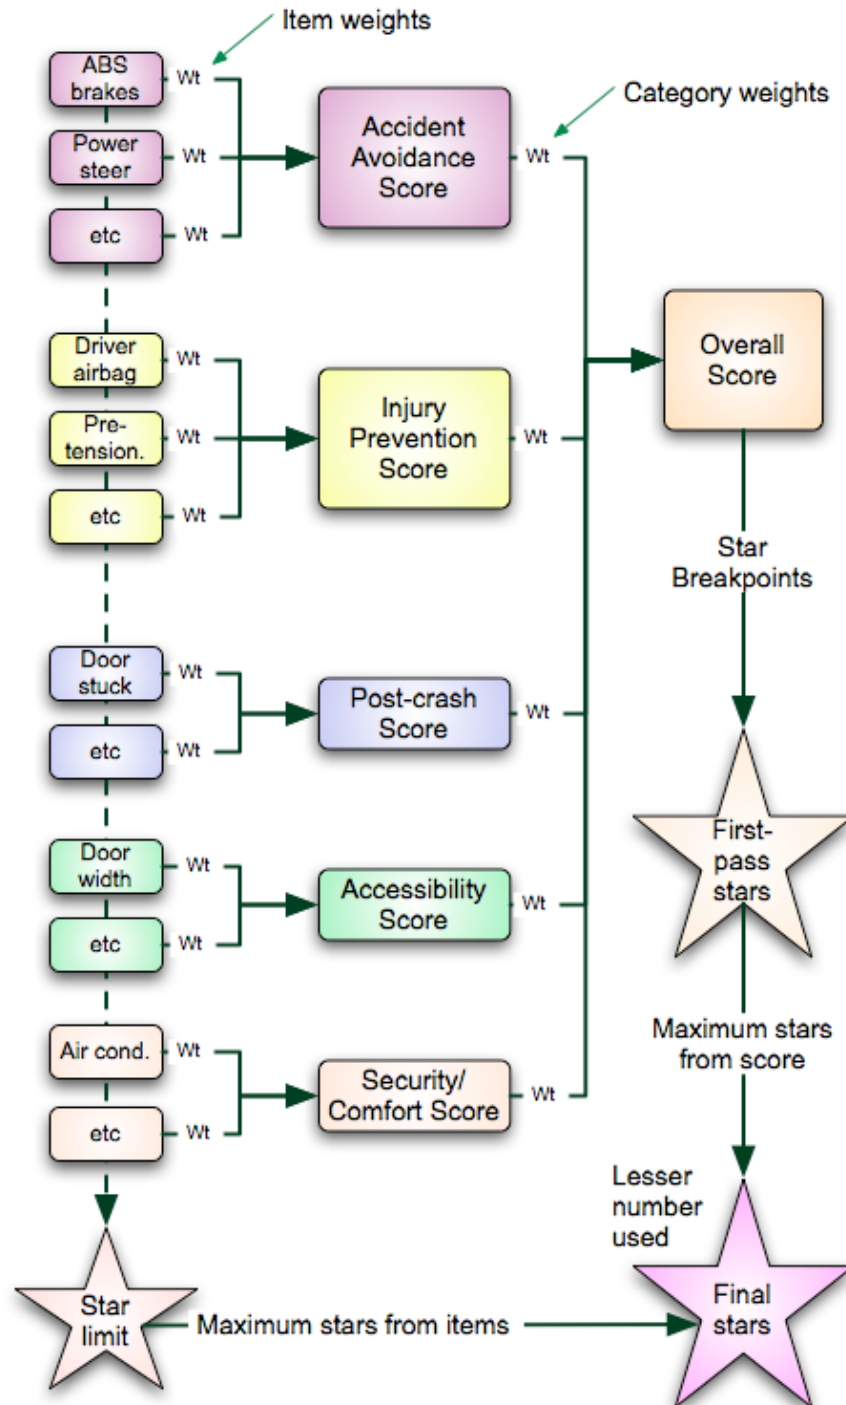 Item weights
ABS
brakes
Wt
Power
steer
Wt
etc
Wt
Accident
Avoidance
Score
Wt
Category weights
Driver
airbag
Wt
Pre-
tension.
Wt
etc
Wt
Injury
Prevention
Score
Wt
Overall
Score
Star
Breakpoints
Door
stuck
Wt
etc
Wt
Post-crash
Score
Wt
First-
pass
stars
Door
width
Wt
etc
Wt
Accessibility
Score
Wt
Maximum stars
from score
Air cond.
Wt
etc
Wt
Security/
Comfort Score
Wt
Lesser
number
used
Star
limit
Maximum stars from items
Final
stars